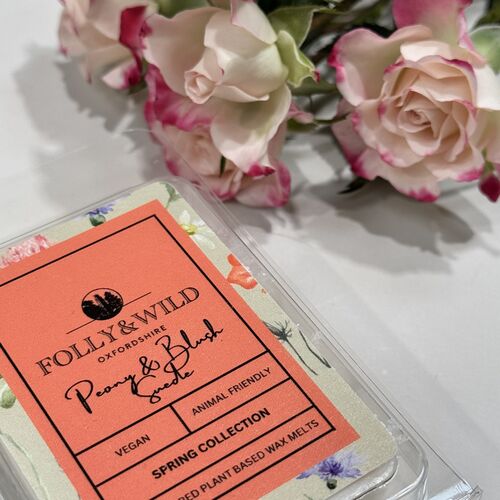 FOLLY&WILD
OXFORDSHIRE
Peony & Blush
Suede
VEGAN
ANIMAL FRIENDLY
SPRING COLLECTION
PLANT BASED WAX MELTS